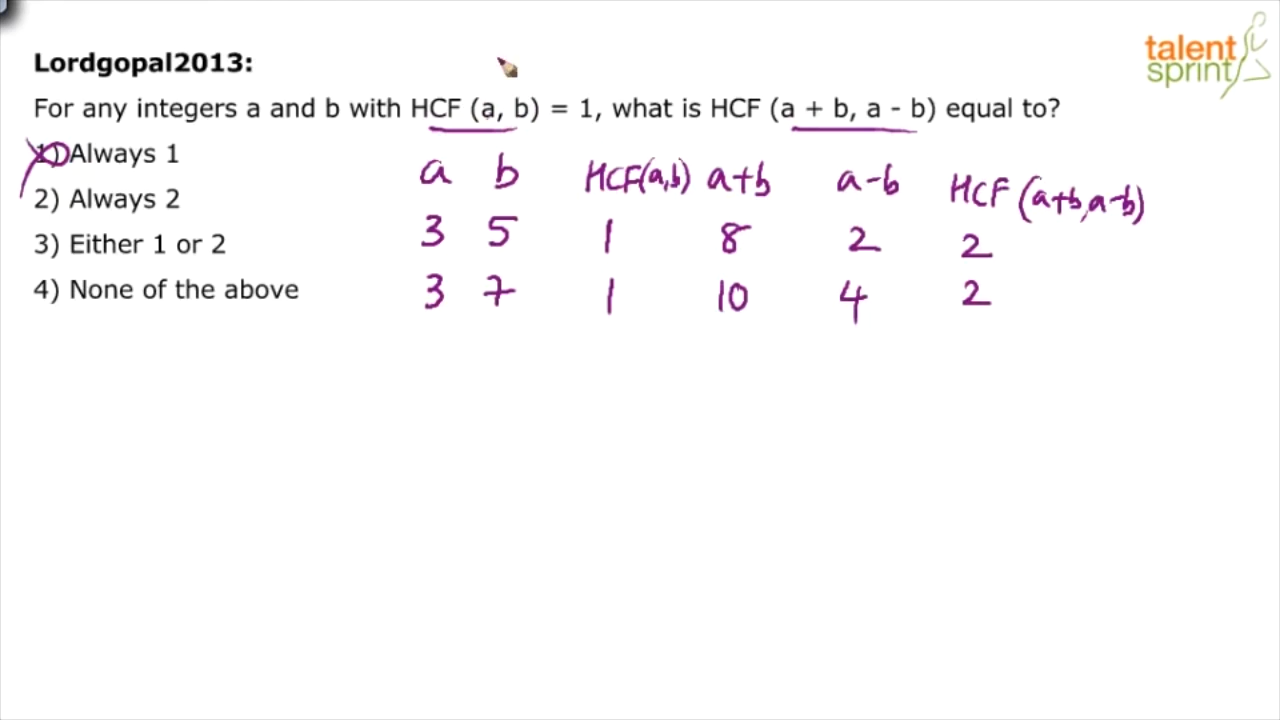 talent
sprint
Lordgopal2013:
For any integers a and b with HCF (a, b) = 1, what is HCF (a + b, a - b) equal to?
1) Always 1
2) Always 2
3) Either 1 or 2
4) None of the above
a b HCF(a,b) a+b a-b HCF (a+b,a-b)
3 5 1 8 2 2
3 7 1 10 4 2